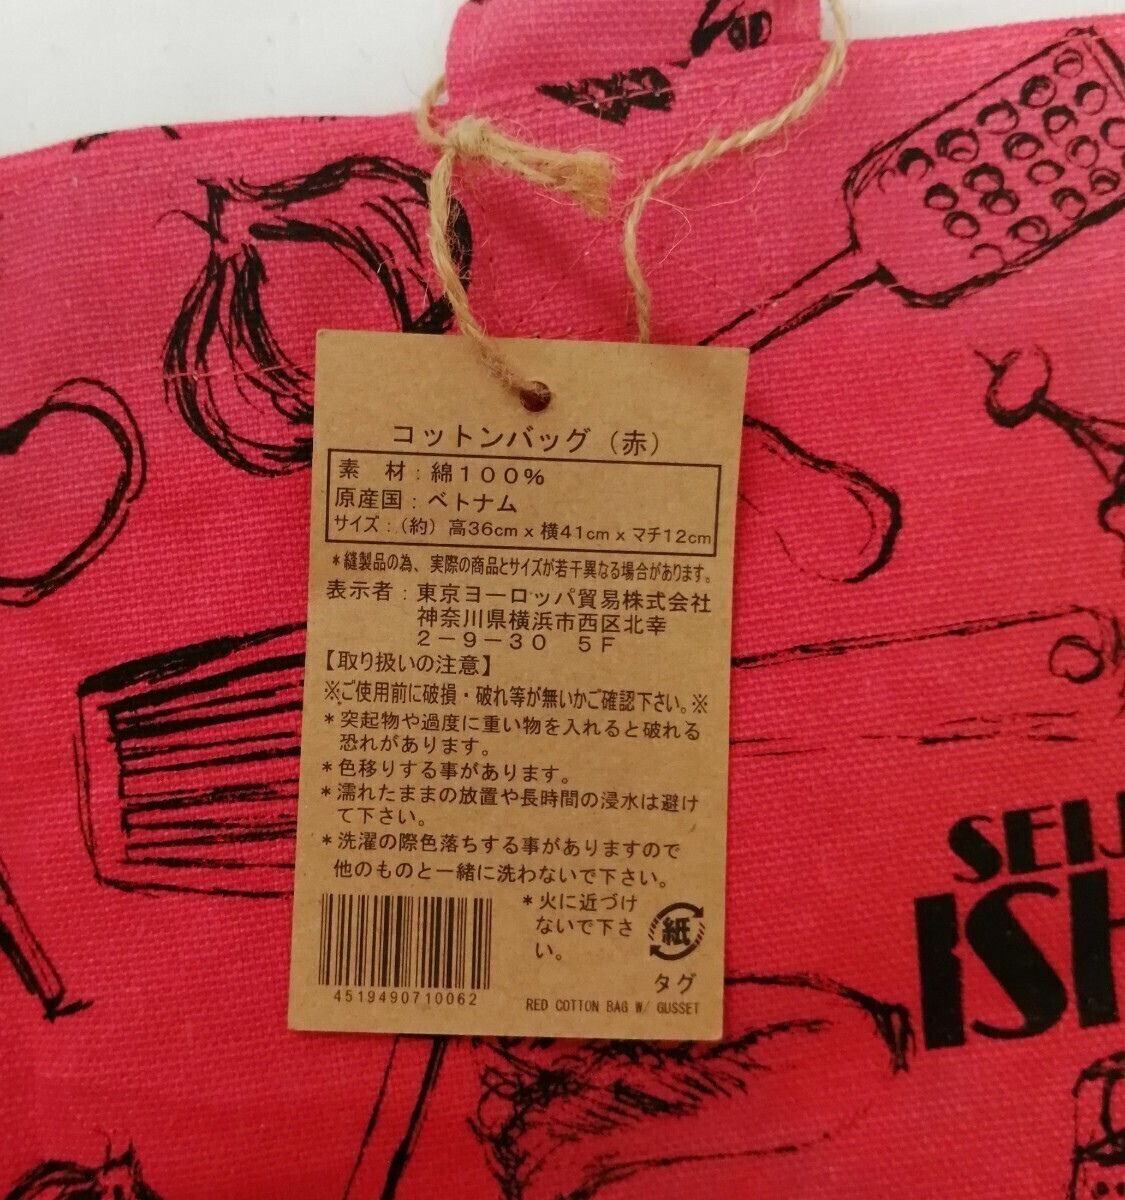 コットンバッグ（赤）
素　材：綿１００％
原産国：ベトナム
サイズ：（約）高36cm x 横41cm x マチ12cm
＊縫製品の為、実際の商品とサイズが若干異なる場合があります。
表示者：東京ヨーロッパ貿易株式会社
神奈川県横浜市西区北幸
２－９－３０　５Ｆ
【取り扱いの注意】
※ご使用前に破損・破れ等が無いかご確認下さい。※
＊突起物や過度に重い物を入れると破れる
恐れがあります。
＊色移りする事があります。
＊濡れたままの放置や長時間の浸水は避け
て下さい。
＊洗濯の際色落ちする事がありますので
他のものと一緒に洗わないで下さい。
＊火に近づけ
ないで下さ
い。
紙
タグ
4519490710062
RED COTTON BAG W/ GUSSET
SEIJ
ISH